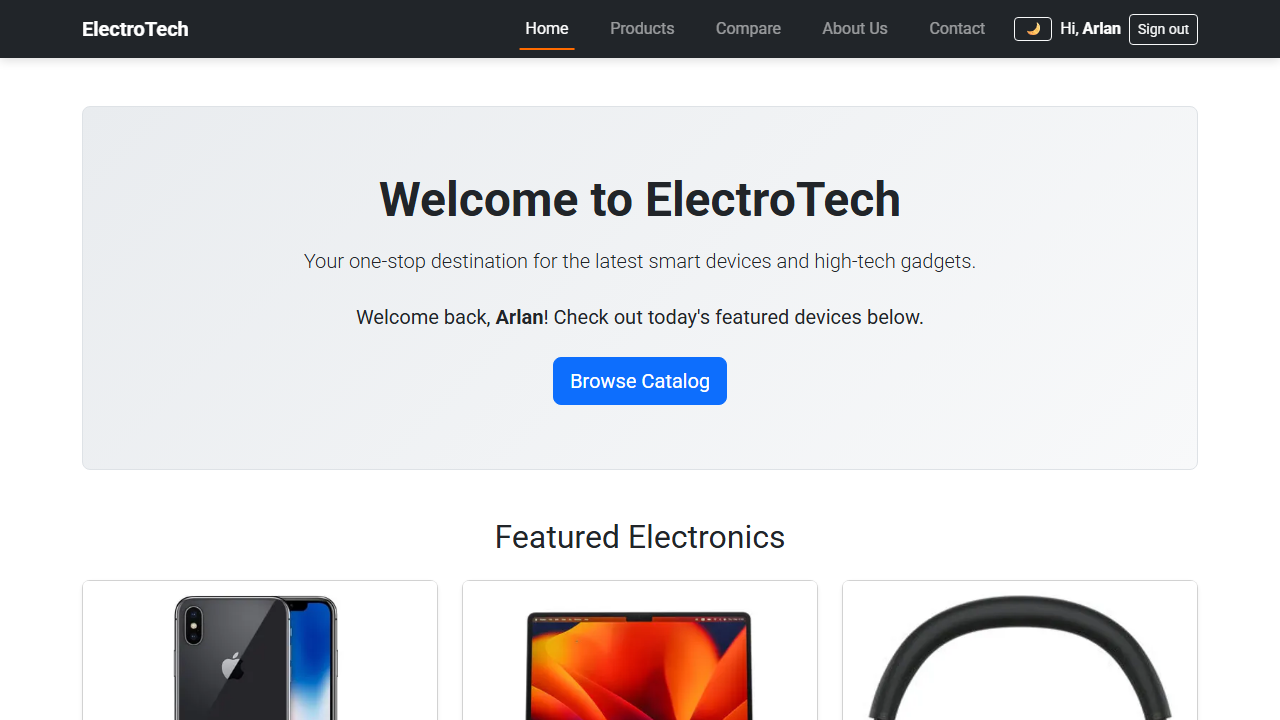 ElectroTech
Home
Products
Compare
About Us
Contact
Hi, Arlan
Sign out
Welcome to ElectroTech
Your one-stop destination for the latest smart devices and high-tech gadgets.
Welcome back, Arlan! Check out today's featured devices below.
Browse Catalog
Featured Electronics